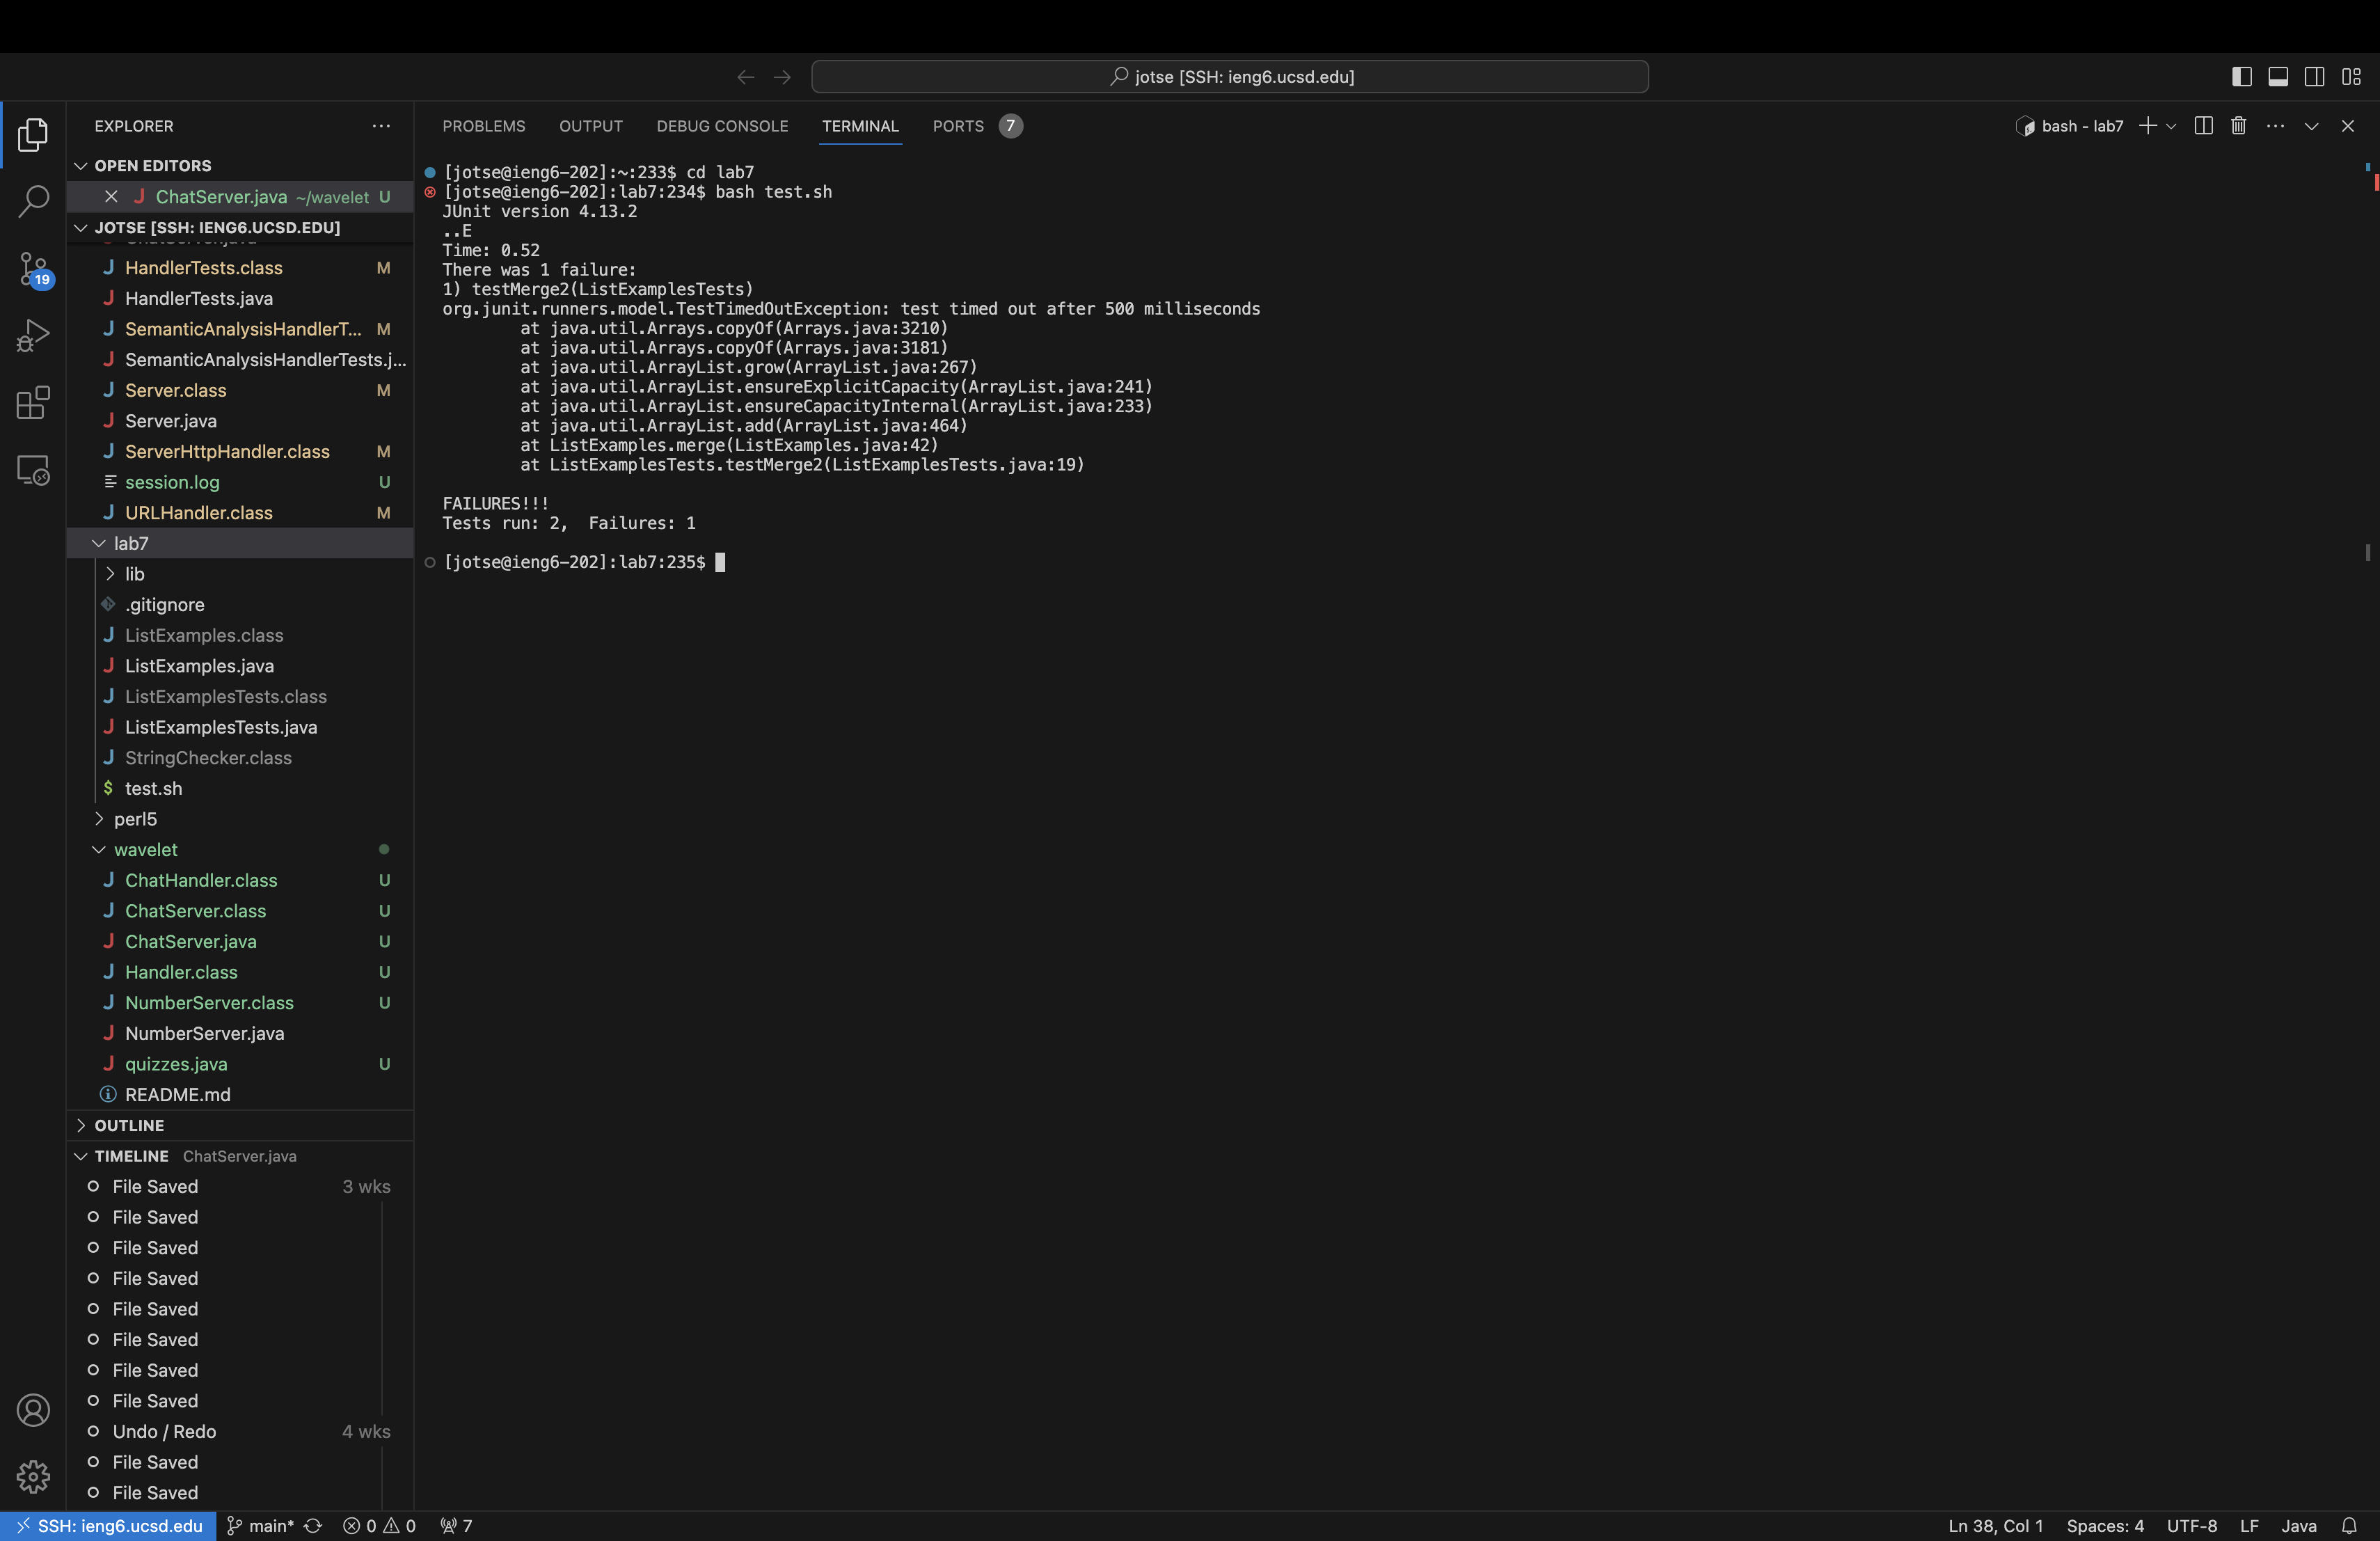 jotse [SSH: ieng6.ucsd.edu]
EXPLORER
OPEN EDITORS
ChatServer.java ~/wavelet U
JOTSE [SSH: IENG6.UCSD.EDU]
HandlerTests.class M
HandlerTests.java
SemanticAnalysisHandlerT... M
SemanticAnalysisHandlerTests.j...
Server.class M
Server.java
ServerHttpHandler.class M
session.log U
URLHandler.class M
lab7
lib
.gitignore
ListExamples.class
ListExamples.java
ListExamplesTests.class
ListExamplesTests.java
StringChecker.class
test.sh
perl5
wavelet
ChatHandler.class U
ChatServer.class U
ChatServer.java U
Handler.class U
NumberServer.class U
NumberServer.java
quizzes.java U
README.md
OUTLINE
TIMELINE ChatServer.java
File Saved 3 wks
File Saved
File Saved
File Saved
File Saved
File Saved
File Saved
File Saved
Undo / Redo 4 wks
File Saved
File Saved
19
PROBLEMS OUTPUT DEBUG CONSOLE TERMINAL PORTS 7
bash - lab7
[jotse@ieng6-202]:~:233$ cd lab7
[jotse@ieng6-202]:lab7:234$ bash test.sh
JUnit version 4.13.2
..E
Time: 0.52
There was 1 failure:
1) testMerge2(ListExamplesTests)
org.junit.runners.model.TestTimedOutException: test timed out after 500 milliseconds
at java.util.Arrays.copyOf(Arrays.java:3210)
at java.util.Arrays.copyOf(Arrays.java:3181)
at java.util.ArrayList.grow(ArrayList.java:267)
at java.util.ArrayList.ensureExplicitCapacity(ArrayList.java:241)
at java.util.ArrayList.ensureCapacityInternal(ArrayList.java:233)
at java.util.ArrayList.add(ArrayList.java:464)
at ListExamples.merge(ListExamples.java:42)
at ListExamplesTests.testMerge2(ListExamplesTests.java:19)
FAILURES!!!
Tests run: 2,  Failures: 1
[jotse@ieng6-202]:lab7:235$
SSH: ieng6.ucsd.edu main* 0 0 7
Ln 38, Col 1 Spaces: 4 UTF-8 LF Java